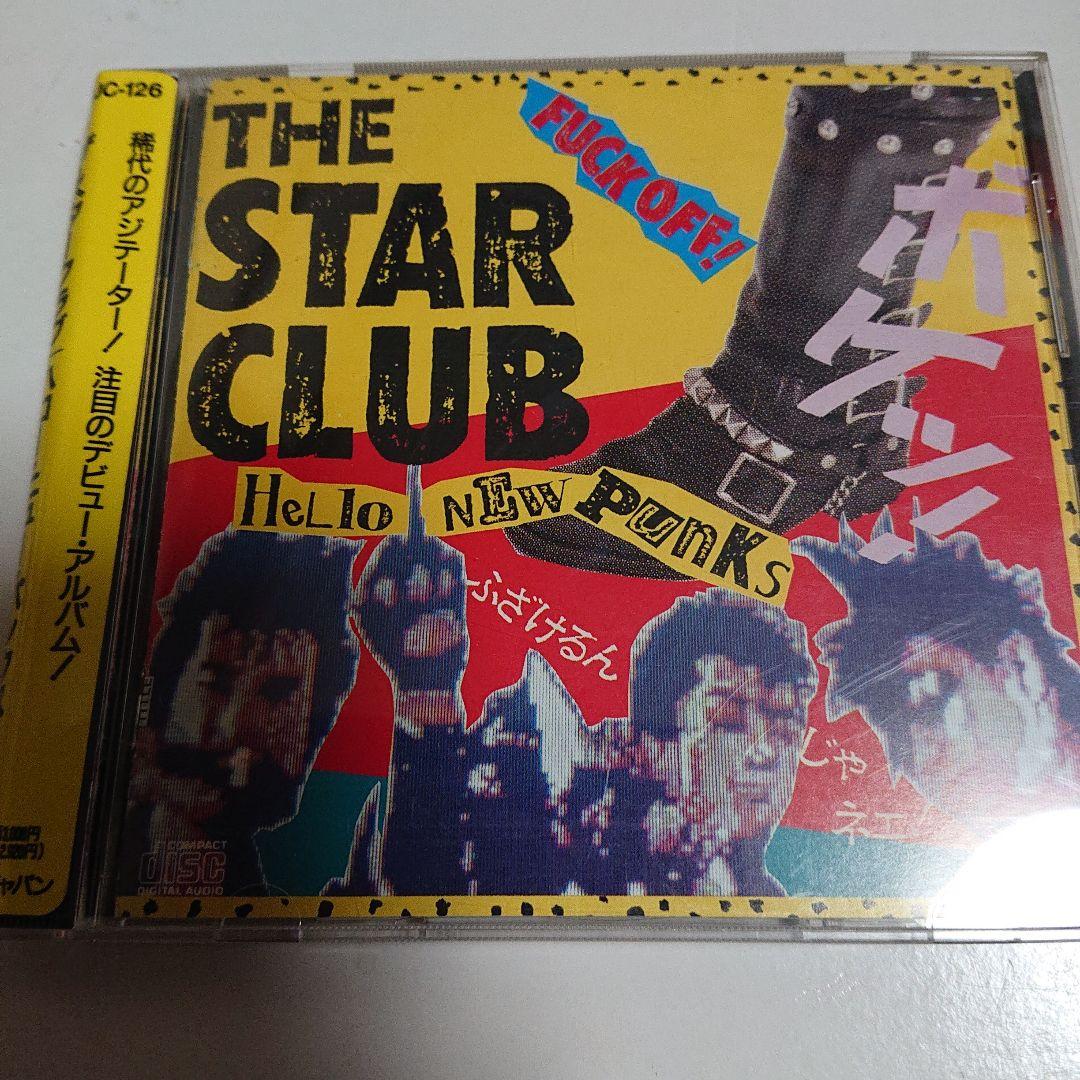 JC-126
稀代のアジテーター! 注目のデビュー・アルバム!
THE
STAR
CLUB
FUCK OFF!
ボケッ
HeLlo NEW PunKs
ふざけるん
じゃ
ネエ!
COMPACT
disc
DIGITAL AUDIO